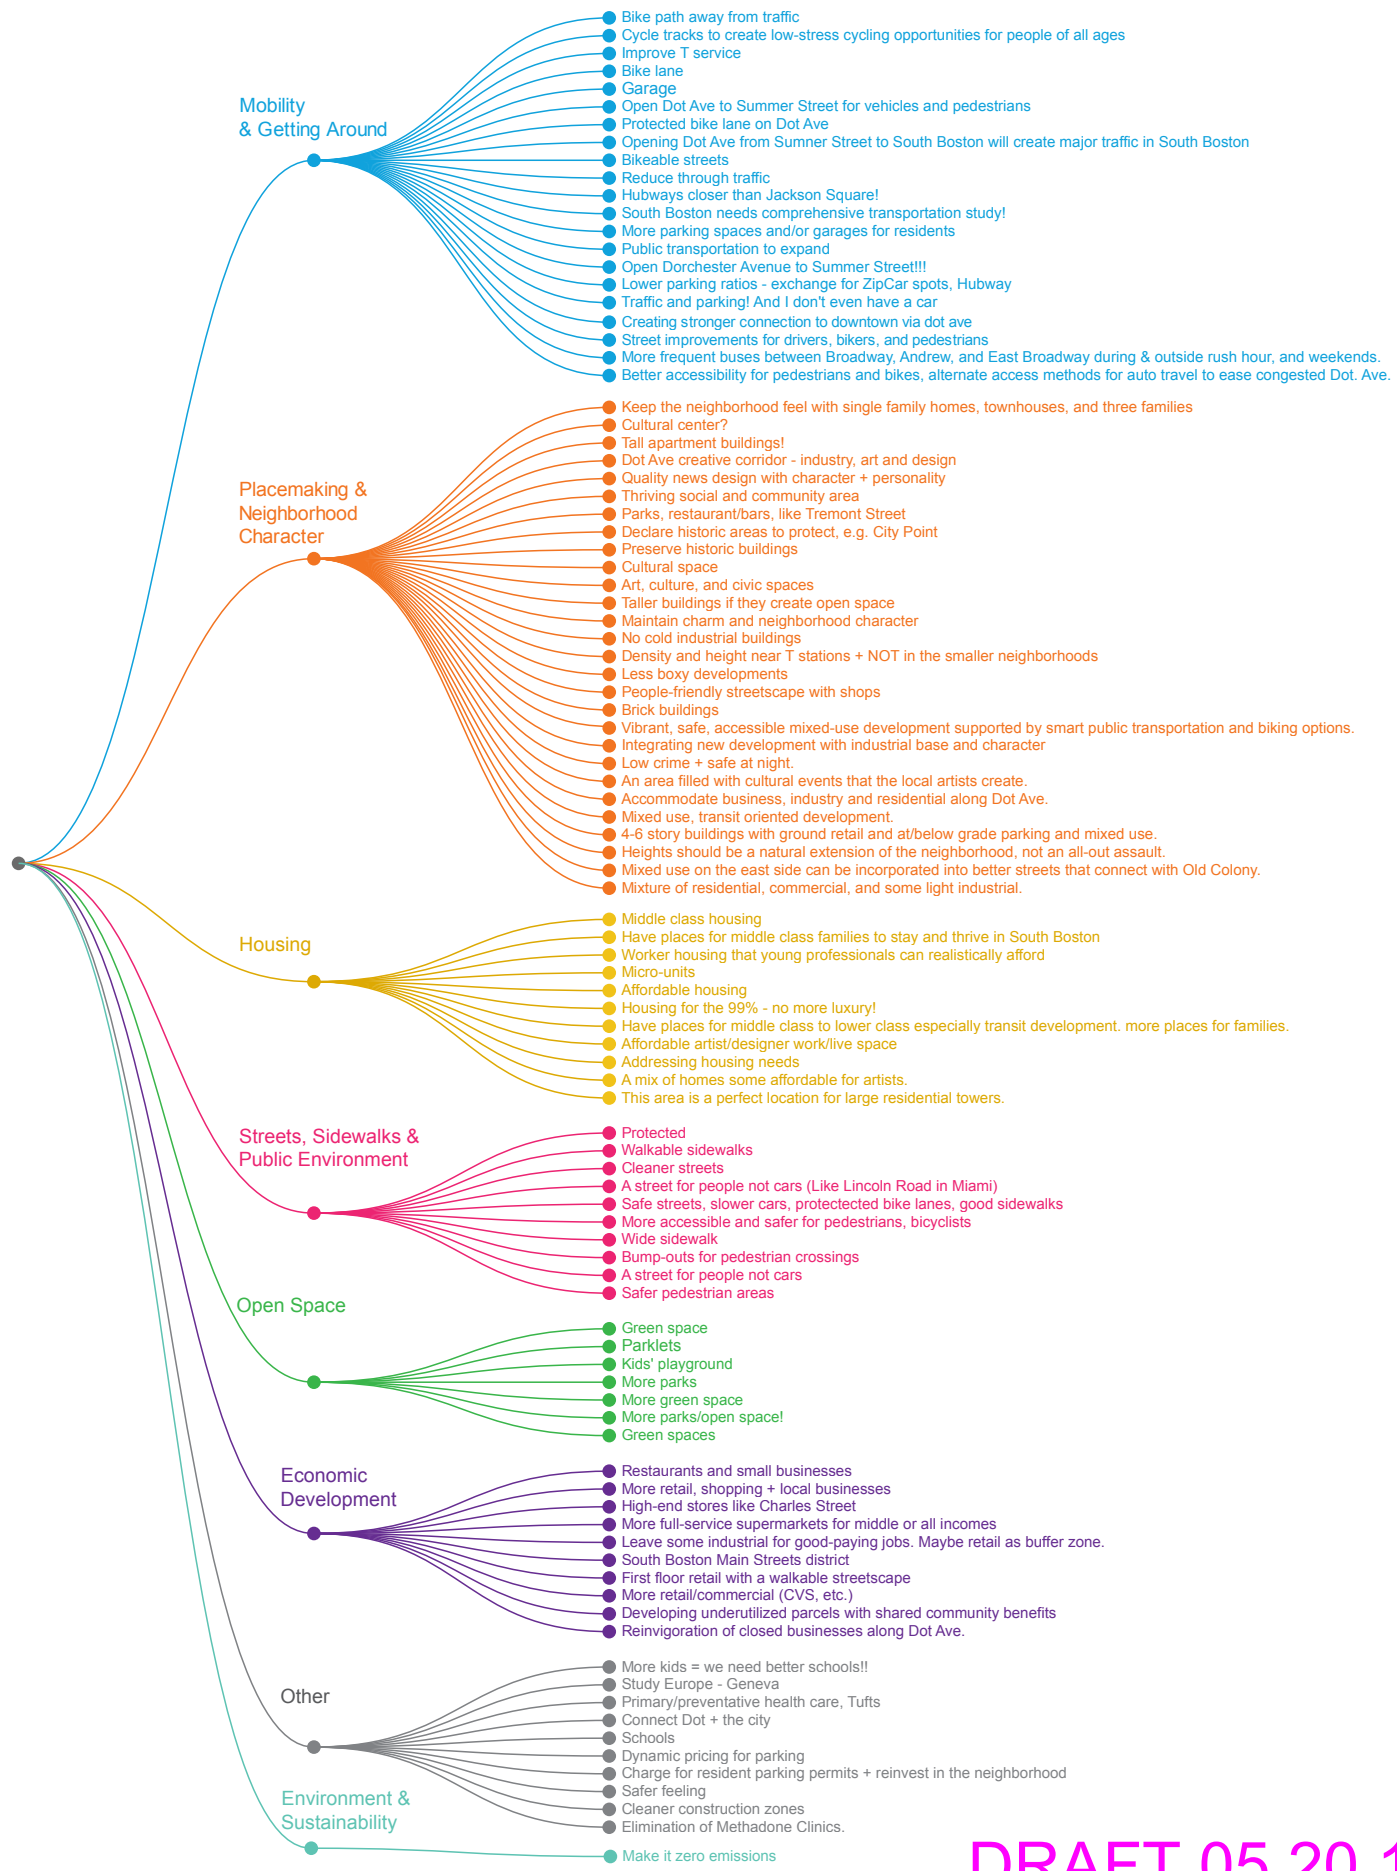 Mobility
& Getting Around
Bike path away from traffic
Cycle tracks to create low-stress cycling opportunities for people of all ages
Improve T service
Bike lane
Garage
Open Dot Ave to Summer Street for vehicles and pedestrians
Protected bike lane on Dot Ave
Opening Dot Ave from Sumner Street to South Boston will create major traffic in South Boston
Bikeable streets
Reduce through traffic
Hubways closer than Jackson Square!
South Boston needs comprehensive transportation study!
More parking spaces and/or garages for residents
Public transportation to expand
Open Dorchester Avenue to Summer Street!!!
Lower parking ratios - exchange for ZipCar spots, Hubway
Traffic and parking! And I don't even have a car
Creating stronger connection to downtown via dot ave
Street improvements for drivers, bikers, and pedestrians
More frequent buses between Broadway, Andrew, and East Broadway during & outside rush hour, and weekends.
Better accessibility for pedestrians and bikes, alternate access methods for auto travel to ease congested Dot. Ave.
Placemaking &
Neighborhood
Character
Keep the neighborhood feel with single family homes, townhouses, and three families
Cultural center?
Tall apartment buildings!
Dot Ave creative corridor - industry, art and design
Quality news design with character + personality
Thriving social and community area
Parks, restaurant/bars, like Tremont Street
Declare historic areas to protect, e.g. City Point
Preserve historic buildings
Cultural space
Art, culture, and civic spaces
Taller buildings if they create open space
Maintain charm and neighborhood character
No cold industrial buildings
Density and height near T stations + NOT in the smaller neighborhoods
Less boxy developments
People-friendly streetscape with shops
Brick buildings
Vibrant, safe, accessible mixed-use development supported by smart public transportation and biking options.
Integrating new development with industrial base and character
Low crime + safe at night.
An area filled with cultural events that the local artists create.
Accommodate business, industry and residential along Dot Ave.
Mixed use, transit oriented development.
4-6 story buildings with ground retail and at/below grade parking and mixed use.
Heights should be a natural extension of the neighborhood, not an all-out assault.
Mixed use on the east side can be incorporated into better streets that connect with Old Colony.
Mixture of residential, commercial, and some light industrial.
Housing
Middle class housing
Have places for middle class families to stay and thrive in South Boston
Worker housing that young professionals can realistically afford
Micro-units
Affordable housing
Housing for the 99% - no more luxury!
Have places for middle class to lower class especially transit development. more places for families.
Affordable artist/designer work/live space
Addressing housing needs
A mix of homes some affordable for artists.
This area is a perfect location for large residential towers.
Streets, Sidewalks &
Public Environment
Protected
Walkable sidewalks
Cleaner streets
A street for people not cars (Like Lincoln Road in Miami)
Safe streets, slower cars, protectected bike lanes, good sidewalks
More accessible and safer for pedestrians, bicyclists
Wide sidewalk
Bump-outs for pedestrian crossings
A street for people not cars
Safer pedestrian areas
Open Space
Green space
Parklets
Kids' playground
More parks
More green space
More parks/open space!
Green spaces
Economic
Development
Restaurants and small businesses
More retail, shopping + local businesses
High-end stores like Charles Street
More full-service supermarkets for middle or all incomes
Leave some industrial for good-paying jobs. Maybe retail as buffer zone.
South Boston Main Streets district
First floor retail with a walkable streetscape
More retail/commercial (CVS, etc.)
Developing underutilized parcels with shared community benefits
Reinvigoration of closed businesses along Dot Ave.
Other
More kids = we need better schools!!
Study Europe - Geneva
Primary/preventative health care, Tufts
Connect Dot + the city
Schools
Dynamic pricing for parking
Charge for resident parking permits + reinvest in the neighborhood
Safer feeling
Cleaner construction zones
Elimination of Methadone Clinics.
Environment &
Sustainability
Make it zero emissions
DRAFT 05.20.1